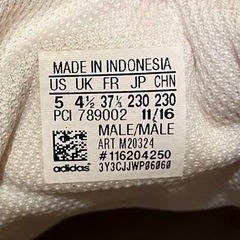 MADE IN INDONESIA
US UK FR JP CHN
5 4½ 37⅓ 230 230
PCI 789002 11/16
MALE/MALE
ART M20324
#116204250
adidas 3Y3CJJWP06060